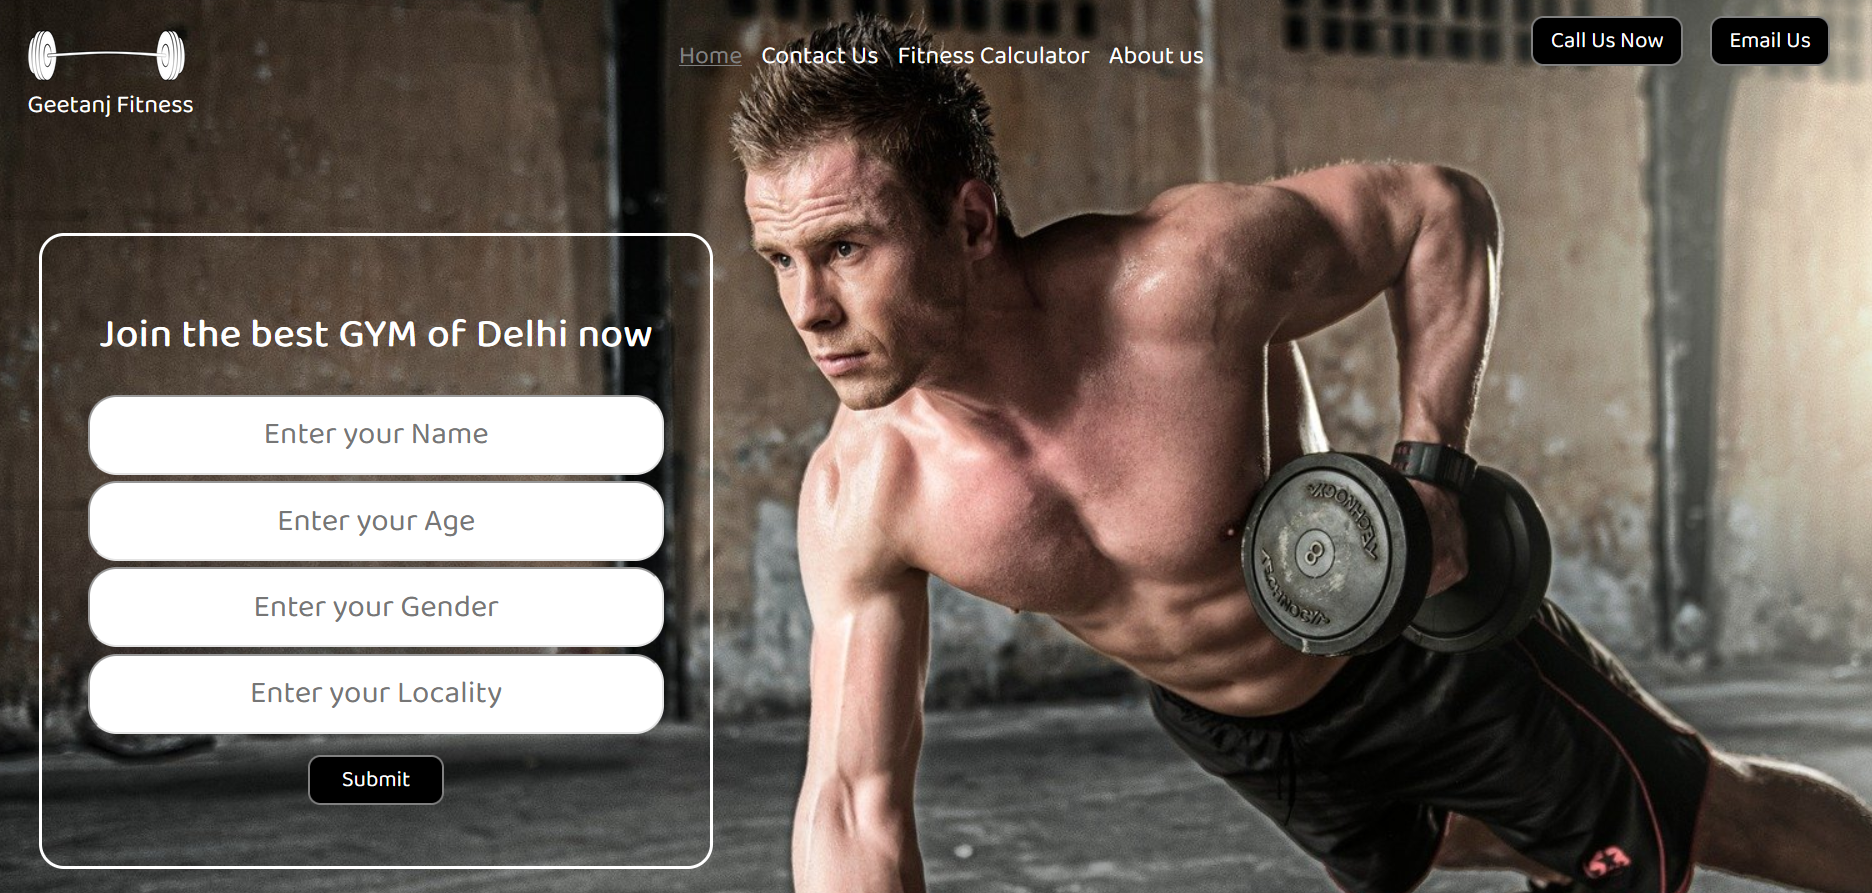 Geetanj Fitness
Home Contact Us Fitness Calculator About us
Call Us Now Email Us
Join the best GYM of Delhi now
Enter your Name
Enter your Age
Enter your Gender
Enter your Locality
Submit
8